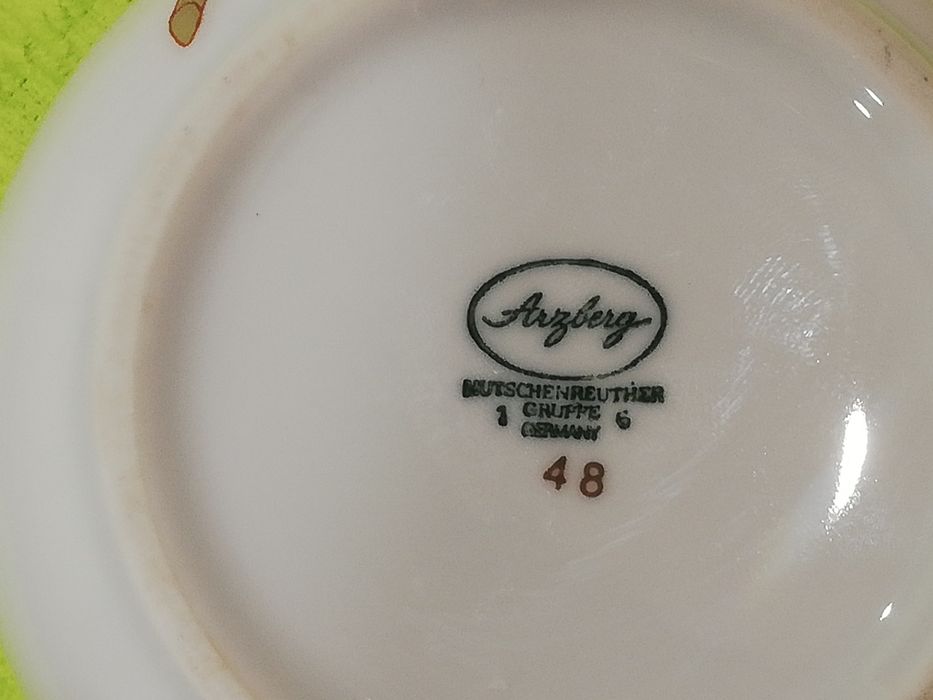 Arzberg
HUTSCHENREUTHER
1 GRUPPE 6
GERMANY
48